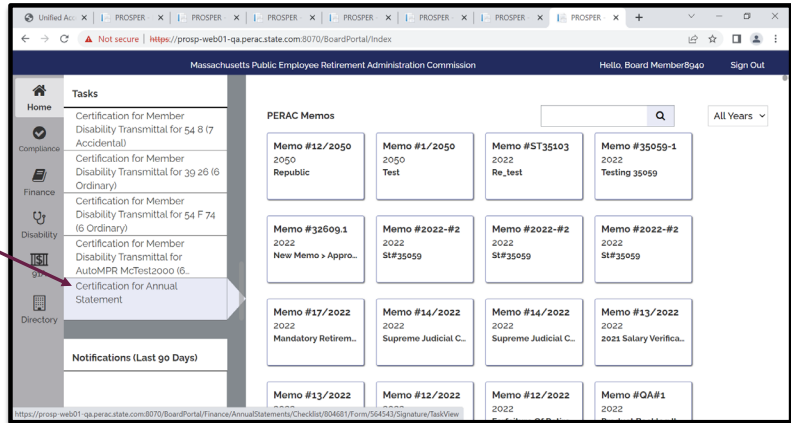 Unified Acc
PROSPER -
PROSPER -
PROSPER -
PROSPER -
PROSPER -
PROSPER -
PROSPER -
Not secure | https://prosp-web01-qa.perac.state.com:8070/BoardPortal/Index
Massachusetts Public Employee Retirement Administration Commission
Hello, Board Member8940
Sign Out
Home
Compliance
Finance
Disability
91A
Directory
Tasks
Certification for Member
Disability Transmittal for 54 8 (7
Accidental)
Certification for Member
Disability Transmittal for 39 26 (6
Ordinary)
Certification for Member
Disability Transmittal for 54 F 74
(6 Ordinary)
Certification for Member
Disability Transmittal for
AutoMPR McTest2000 (6...
Certification for Annual
Statement
Notifications (Last 90 Days)
PERAC Memos
All Years
Memo #12/2050
2050
Republic
Memo #1/2050
2050
Test
Memo #ST35103
2022
Re_test
Memo #35059-1
2022
Testing 35059
Memo #32609.1
2022
New Memo > Appro...
Memo #2022-#2
2022
St#35059
Memo #2022-#2
2022
St#35059
Memo #2022-#2
2022
St#35059
Memo #17/2022
2022
Mandatory Retirem...
Memo #14/2022
2022
Supreme Judicial C...
Memo #14/2022
2022
Supreme Judicial C...
Memo #13/2022
2022
2021 Salary Verifica...
Memo #13/2022
Memo #12/2022
2022
Memo #12/2022
2022
Memo #QA#1
2022
https://prosp-web01-qa.perac.state.com:8070/BoardPortal/Finance/AnnualStatements/Checklist/804681/Form/564543/Signature/TaskView